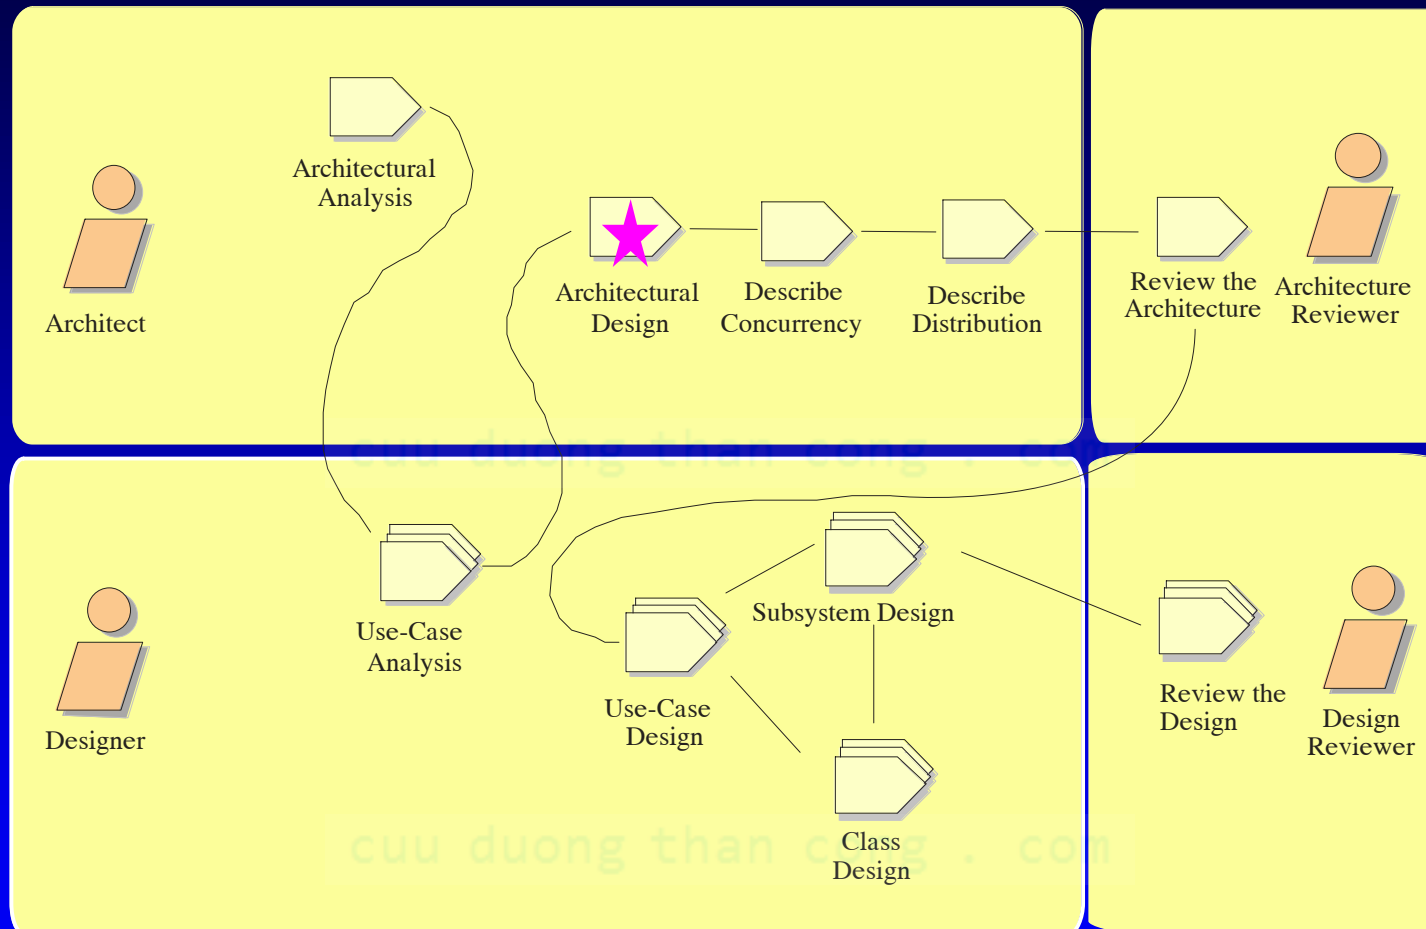 Architectural
Analysis
Architect
Architectural
Design
Describe
Concurrency
Describe
Distribution
Review the
Architecture
Architecture
Reviewer
cuu duong than cong . com
Use-Case
Analysis
Designer
Subsystem Design
Use-Case
Design
Class
Design
Review the
Design
Design
Reviewer
cuu duong than cong . com